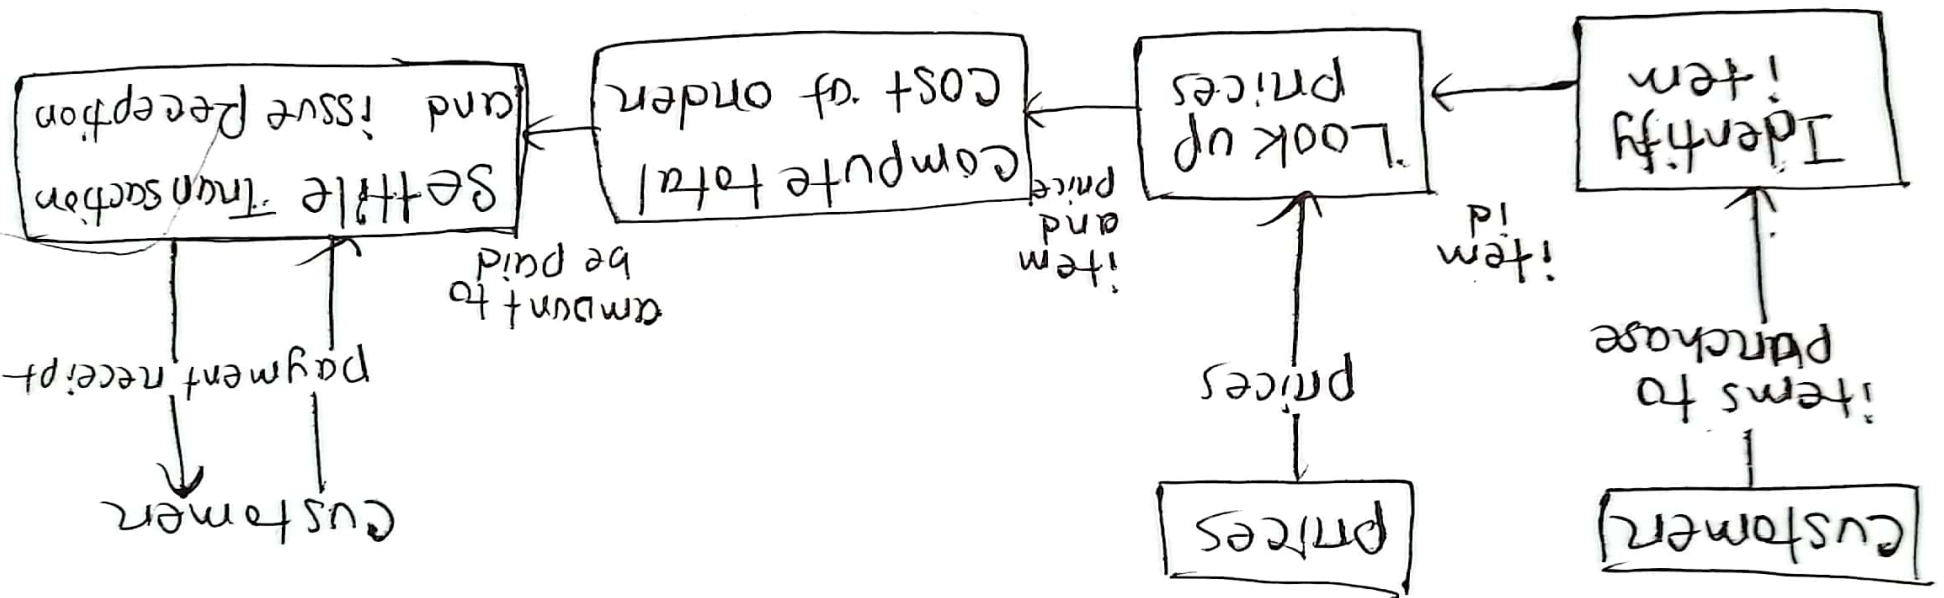 Customer
prices
Customer
items to
purchase
prices
payment receipt
item
id
item
and
price
amount to
be paid
Identify
item
Look up
prices
Compute total
cost of order
Settle Transaction
and issue Reception